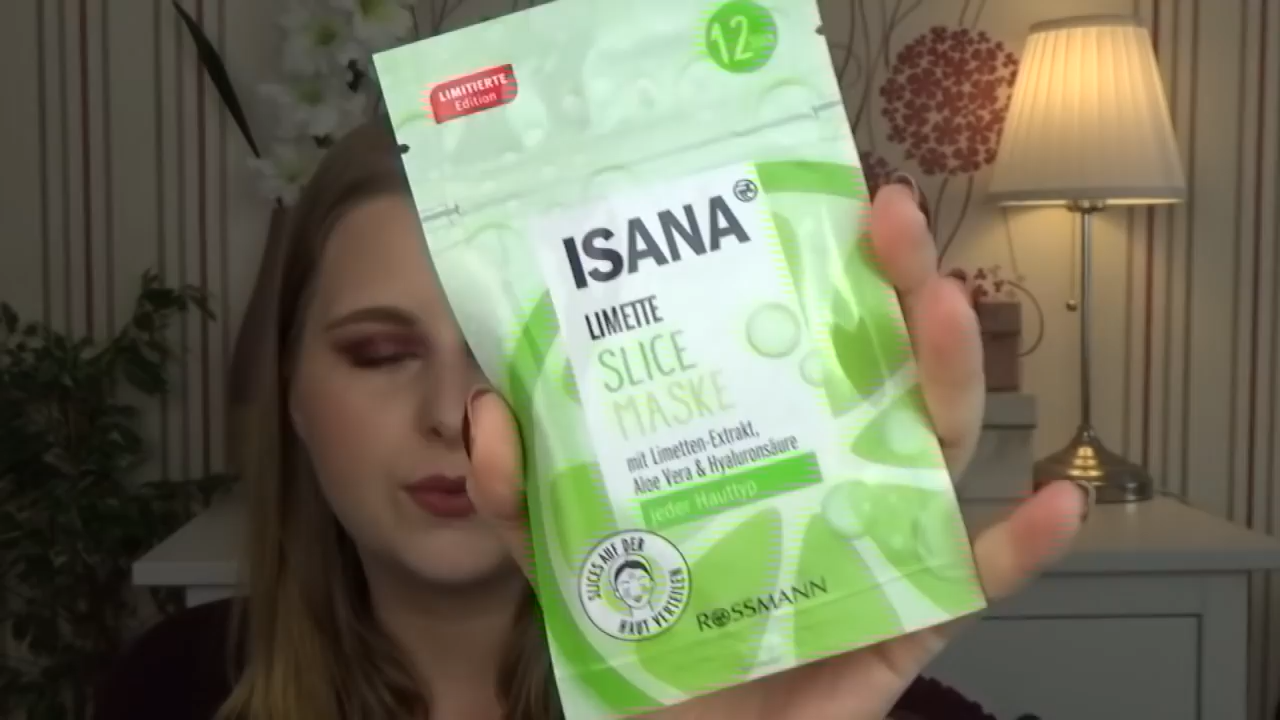 12
LIMITIERTE
Edition
ISANA
LIMETTE
SLICE
MASKE
mit Limetten-Extrakt,
Aloe Vera & Hyaluronsäure
jeder Hauttyp
SLICES AUF DER
HAUT VERTEILEN
ROSSMANN